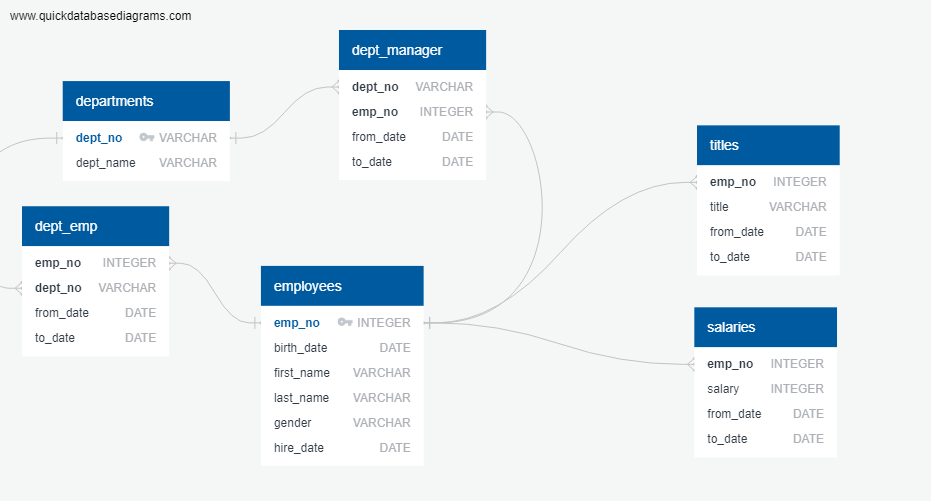 www.quickdatabasediagrams.com
dept_manager
dept_no VARCHAR
emp_no INTEGER
from_date DATE
to_date DATE
departments
dept_no VARCHAR
dept_name VARCHAR
titles
emp_no INTEGER
title VARCHAR
from_date DATE
to_date DATE
dept_emp
emp_no INTEGER
dept_no VARCHAR
from_date DATE
to_date DATE
employees
emp_no INTEGER
birth_date DATE
first_name VARCHAR
last_name VARCHAR
gender VARCHAR
hire_date DATE
salaries
emp_no INTEGER
salary INTEGER
from_date DATE
to_date DATE